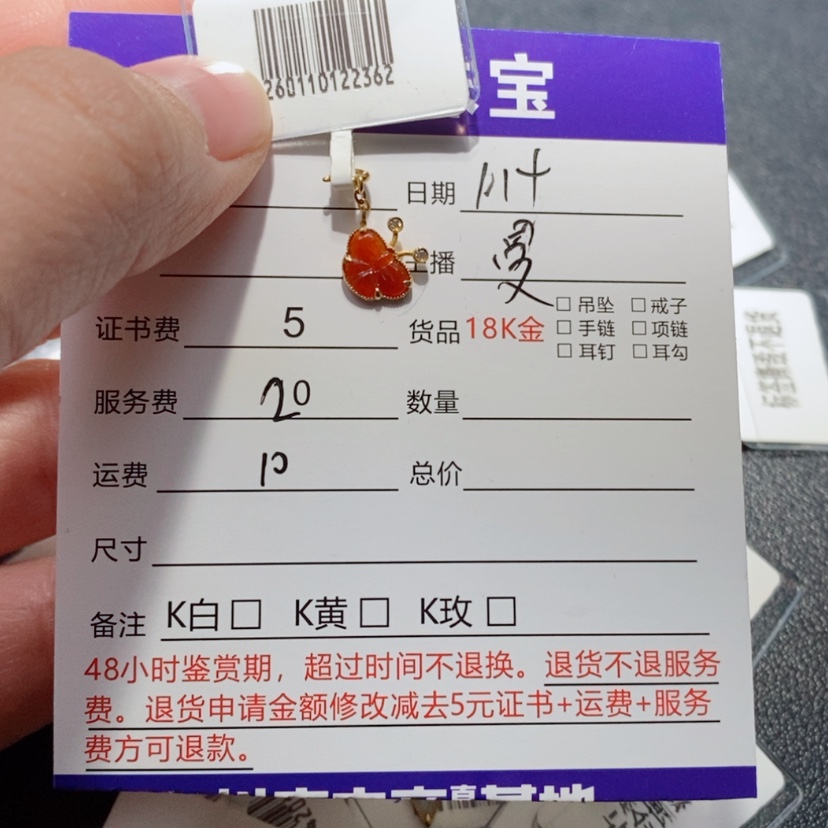 260110122362
宝
日期 1.14
主播 曼
证书费 5 货品 18K金 □吊坠 □戒子
□手链 □项链
□耳钉 □耳勾
服务费 20 数量
运费 10 总价
尺寸
备注 K白□ K黄□ K玫□
48小时鉴赏期，超过时间不退换。退货不退服务
费。退货申请金额修改减去5元证书+运费+服务
费方可退款。